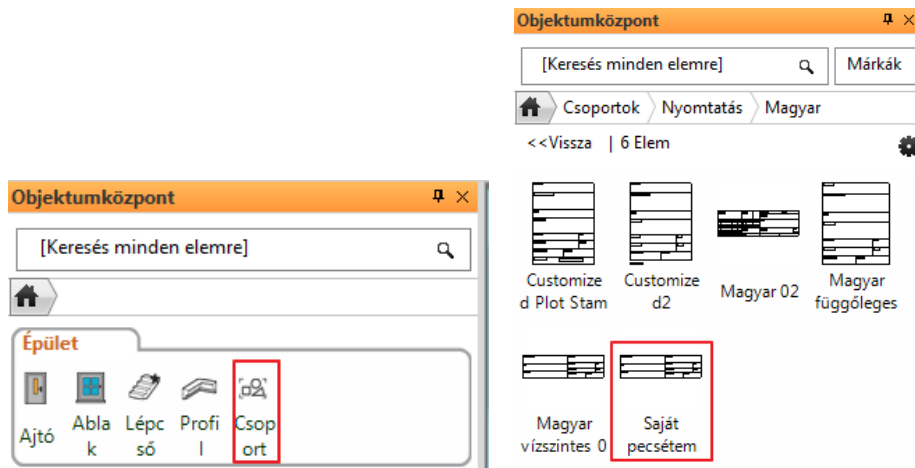 Objektumközpont
[Keresés minden elemre]
Épület
Ajtó
Abla
k
Lépc
ső
Profi
l
Csop
ort
Objektumközpont
[Keresés minden elemre]
Márkák
Csoportok
Nyomtatás
Magyar
<<Vissza | 6 Elem
Customize
d Plot Stam
Customize
d2
Magyar 02
Magyar
függőleges
Magyar
vízszintes 0
Saját
pecsétem